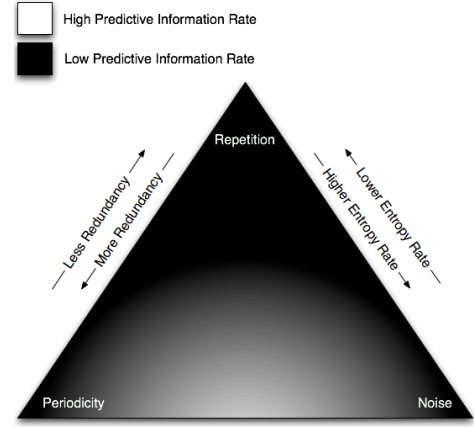 High Predictive Information Rate
Low Predictive Information Rate
Repetition
Less Redundancy
More Redundancy
Lower Entropy Rate
Higher Entropy Rate
Periodicity
Noise